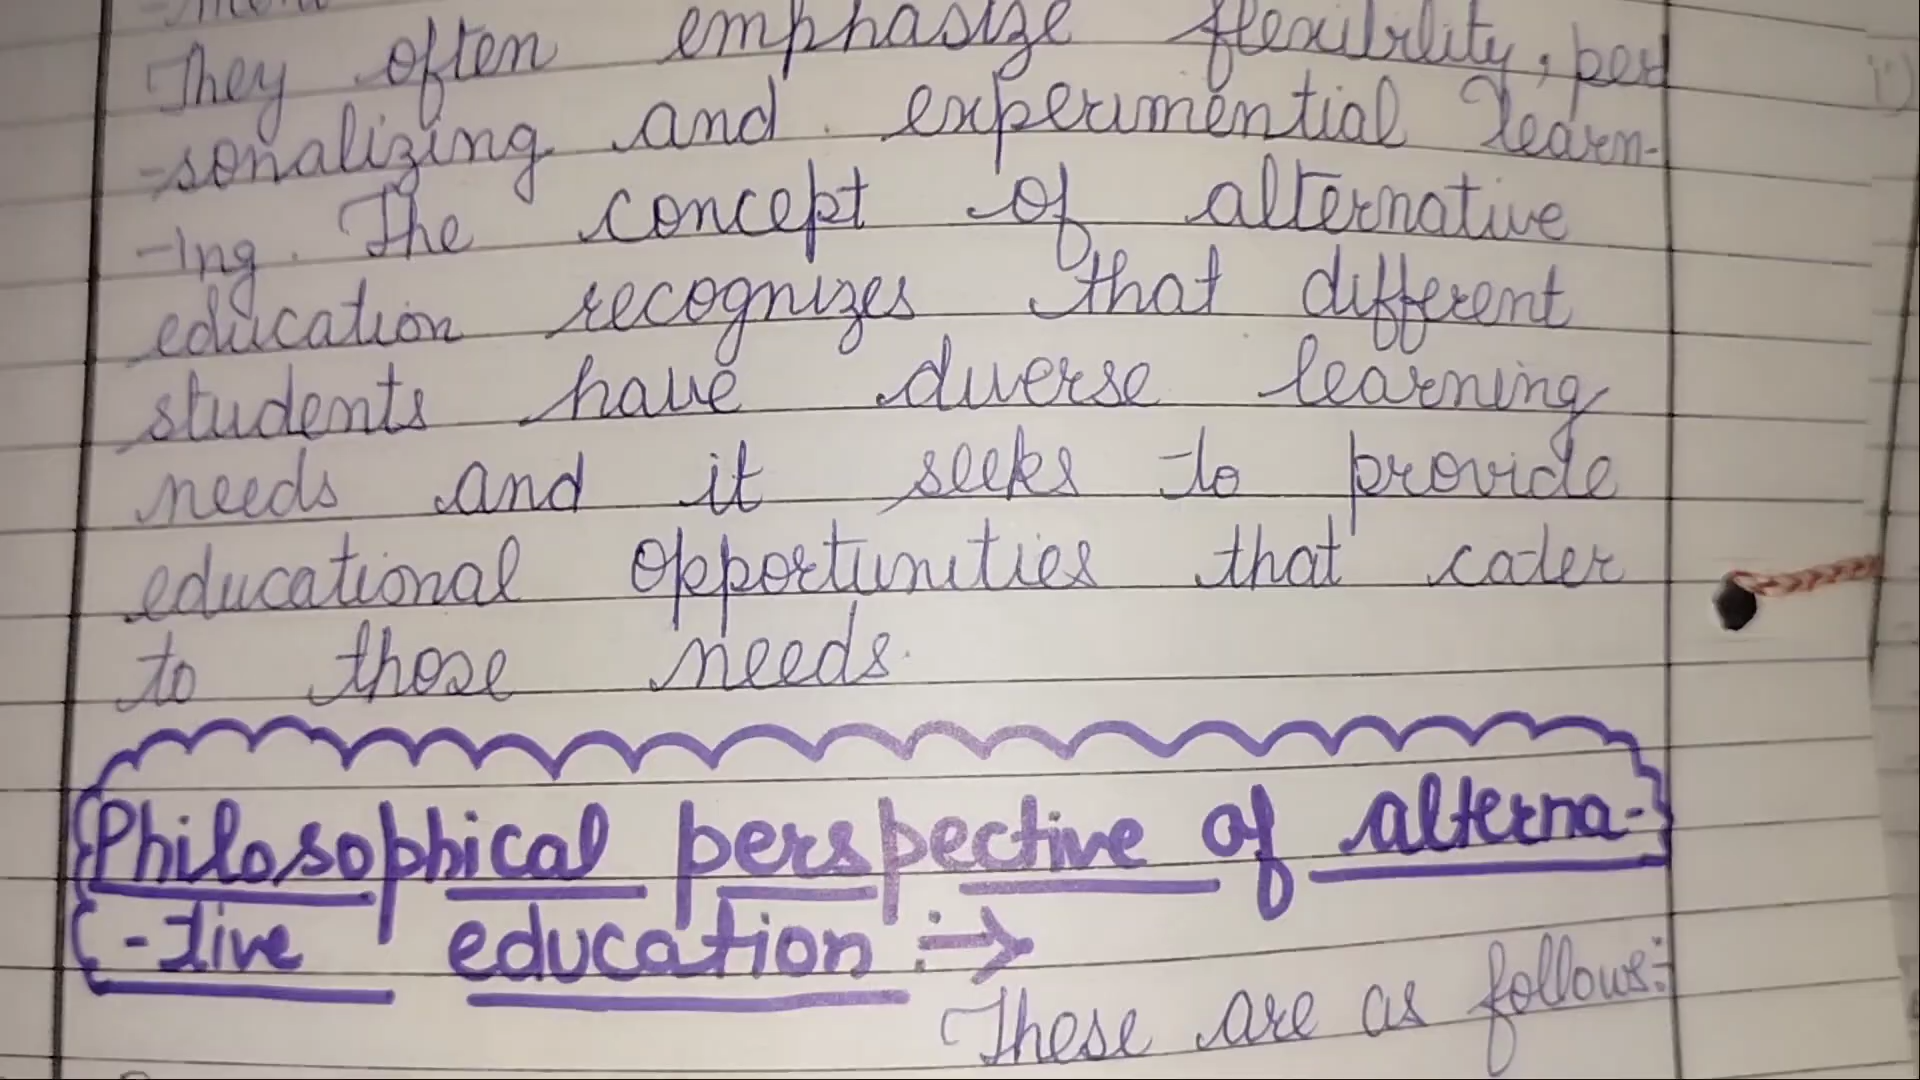 They often emphasize flexibility, per
-sonalizing and experimential learn-
-ing. The concept of alternative
education recognizes that different
students have diverse learning
needs and it seeks to provide
educational opportunities that cater
to those needs.
Philosophical perspective of alterna-
-tive education :→
These are as follows:-